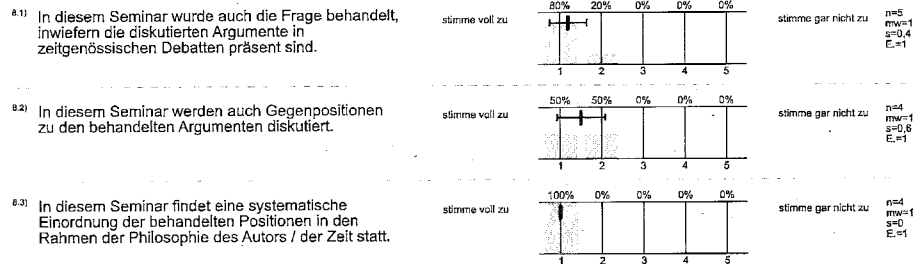 80% 20% 0% 0% 0%
8.1) In diesem Seminar wurde auch die Frage behandelt, stimme voll zu stimme gar nicht zu n=5
inwiefern die diskutierten Argumente in mw=1
zeitgenössischen Debatten präsent sind. s=0,4
E.=1
1 2 3 4 5
50% 50% 0% 0% 0%
8.2) In diesem Seminar werden auch Gegenpositionen stimme voll zu stimme gar nicht zu n=4
zu den behandelten Argumenten diskutiert. mw=1
s=0,6
E.=1
1 2 3 4 5
100% 0% 0% 0% 0%
8.3) In diesem Seminar findet eine systematische stimme voll zu stimme gar nicht zu n=4
Einordnung der behandelten Positionen in den mw=1
Rahmen der Philosophie des Autors / der Zeit statt. s=0
E.=1
1 2 3 4 5